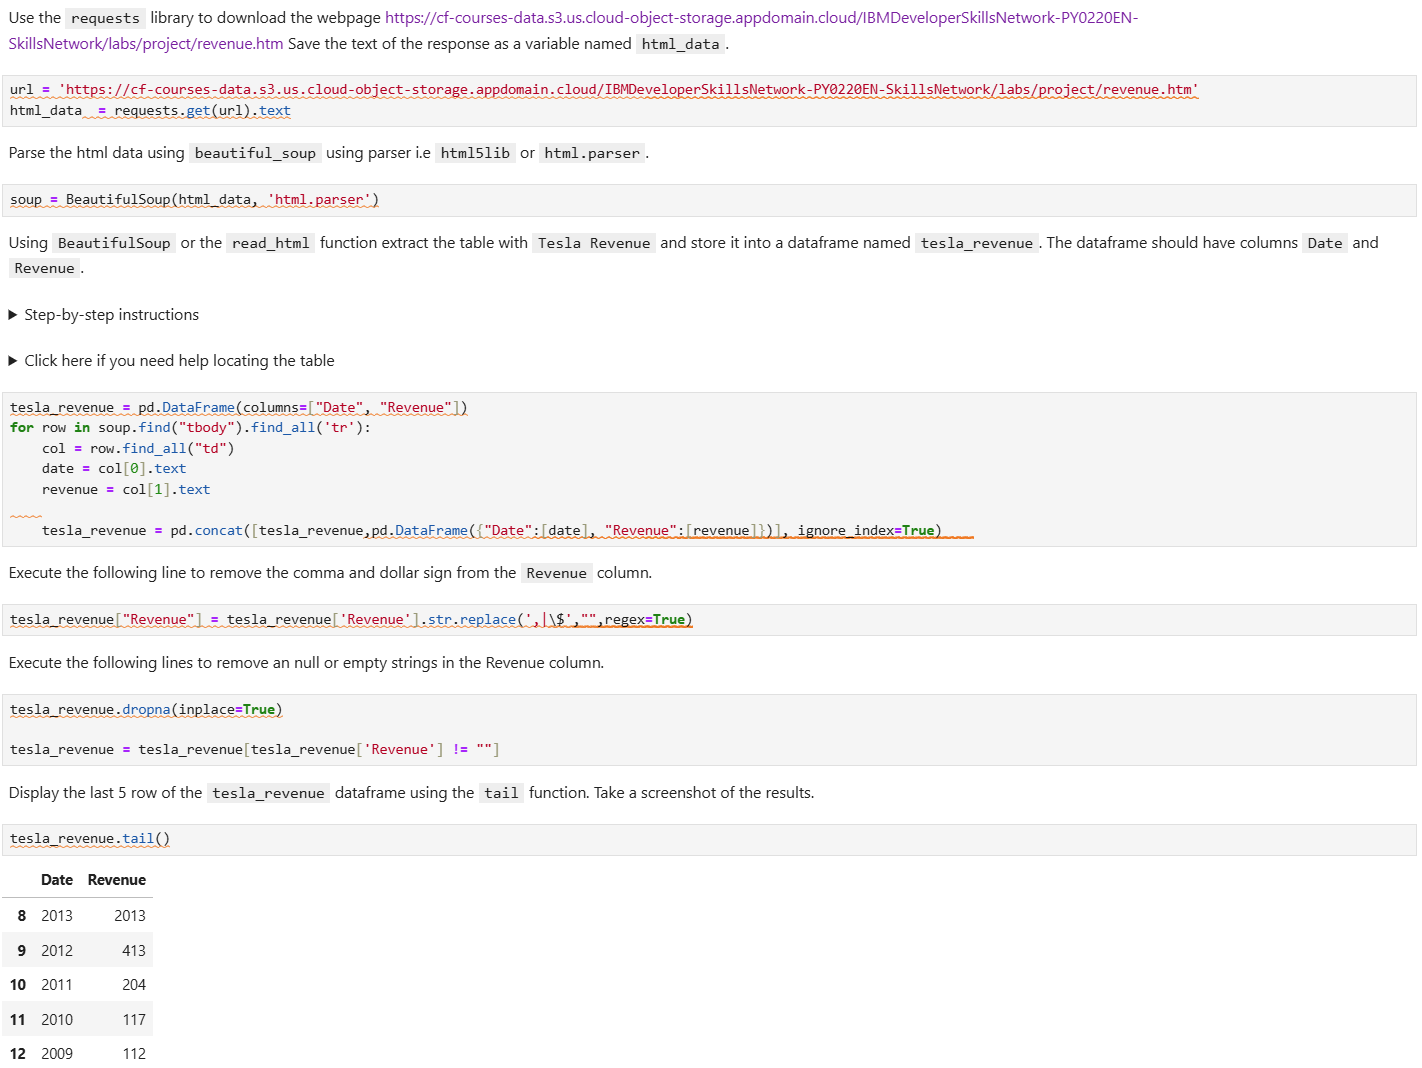 Use the requests library to download the webpage https://cf-courses-data.s3.us.cloud-object-storage.appdomain.cloud/IBMDeveloperSkillsNetwork-PY0220EN-
SkillsNetwork/labs/project/revenue.htm Save the text of the response as a variable named html_data.
url = 'https://cf-courses-data.s3.us.cloud-object-storage.appdomain.cloud/IBMDeveloperSkillsNetwork-PY0220EN-SkillsNetwork/labs/project/revenue.htm'
html_data  = requests.get(url).text
Parse the html data using beautiful_soup using parser i.e html5lib or html.parser.
soup = BeautifulSoup(html_data, 'html.parser')
Using BeautifulSoup or the read_html function extract the table with Tesla Revenue and store it into a dataframe named tesla_revenue. The dataframe should have columns Date and
Revenue.
▶ Step-by-step instructions
▶ Click here if you need help locating the table
tesla_revenue = pd.DataFrame(columns=["Date", "Revenue"])
for row in soup.find("tbody").find_all('tr'):
    col = row.find_all("td")
    date = col[0].text
    revenue = col[1].text
    tesla_revenue = pd.concat([tesla_revenue,pd.DataFrame({"Date":[date], "Revenue":[revenue]})], ignore_index=True)
Execute the following line to remove the comma and dollar sign from the Revenue column.
tesla_revenue["Revenue"] = tesla_revenue['Revenue'].str.replace(',|\$',"",regex=True)
Execute the following lines to remove an null or empty strings in the Revenue column.
tesla_revenue.dropna(inplace=True)
tesla_revenue = tesla_revenue[tesla_revenue['Revenue'] != ""]
Display the last 5 row of the tesla_revenue dataframe using the tail function. Take a screenshot of the results.
tesla_revenue.tail()
Date Revenue
8 2013 2013
9 2012 413
10 2011 204
11 2010 117
12 2009 112